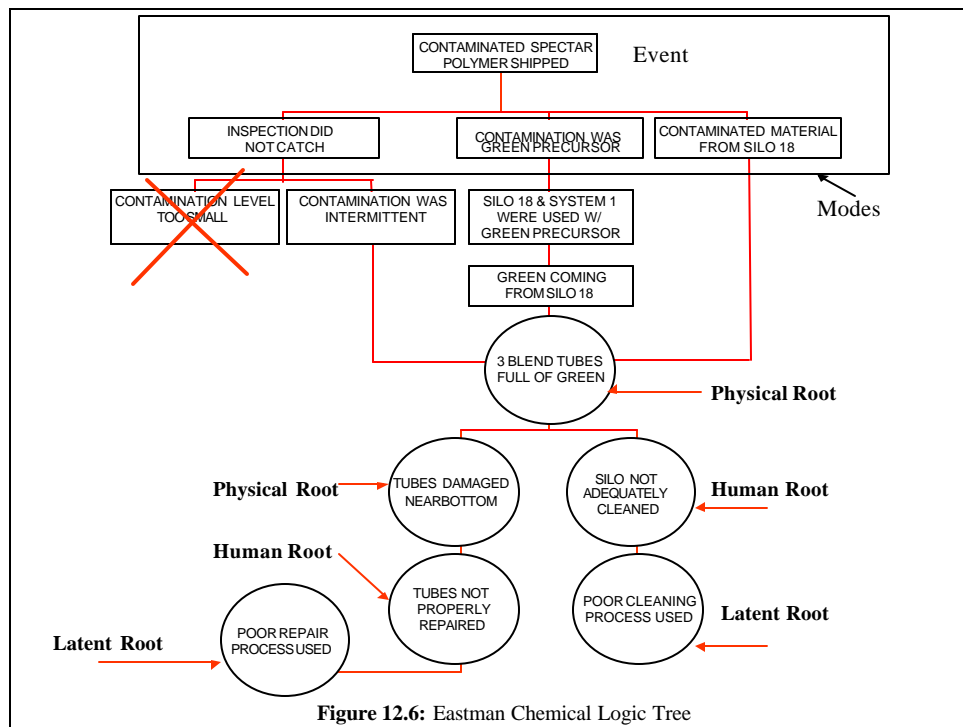 CONTAMINATED SPECTAR
POLYMER SHIPPED
Event
INSPECTION DID
NOT CATCH
CONTAMINATION WAS
GREEN PRECURSOR
CONTAMINATED MATERIAL
FROM SILO 18
Modes
CONTAMINATION LEVEL
TOO SMALL
CONTAMINATION WAS
INTERMITTENT
SILO 18 & SYSTEM 1
WERE USED W/
GREEN PRECURSOR
GREEN COMING
FROM SILO 18
3 BLEND TUBES
FULL OF GREEN
Physical Root
Physical Root
TUBES DAMAGED
NEARBOTTOM
SILO NOT
ADEQUATELY
CLEANED
Human Root
Human Root
TUBES NOT
PROPERLY
REPAIRED
POOR CLEANING
PROCESS USED
Latent Root
Latent Root
POOR REPAIR
PROCESS USED
Figure 12.6: Eastman Chemical Logic Tree